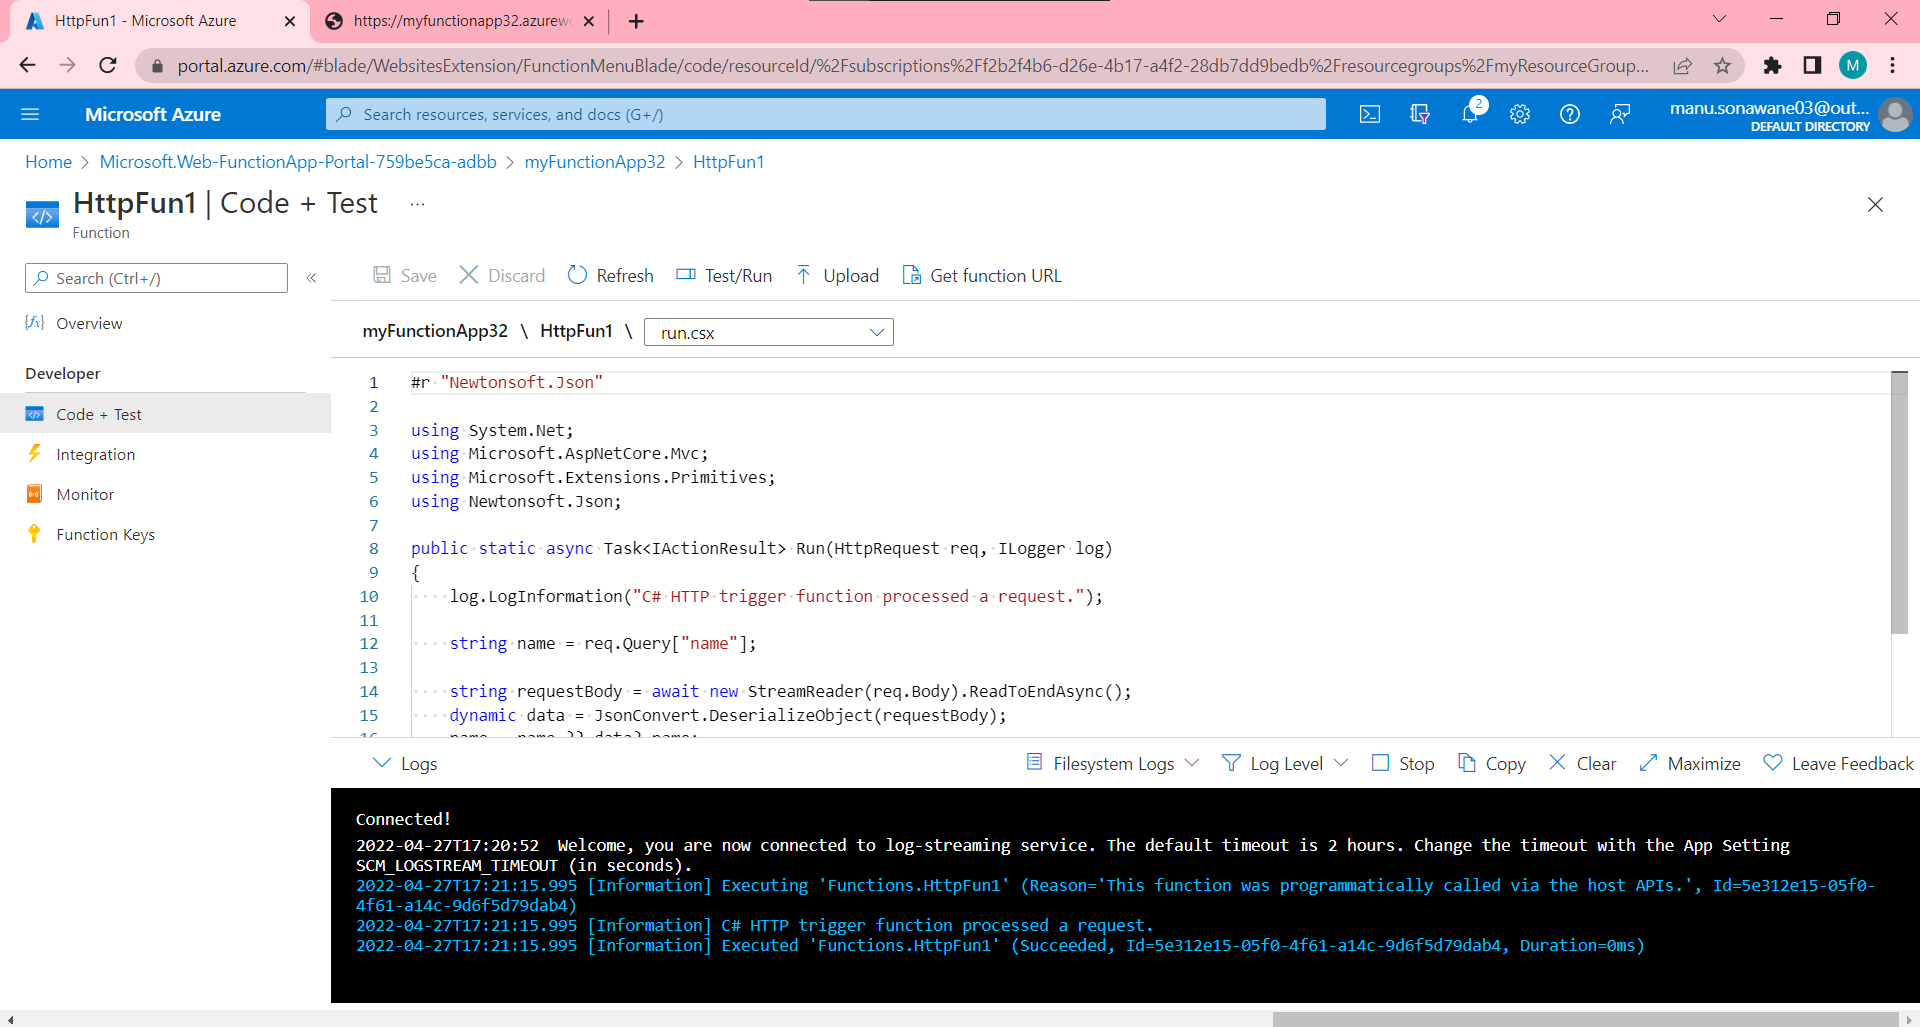 HttpFun1 - Microsoft Azure
https://myfunctionapp32.azurewe
portal.azure.com/#blade/WebsitesExtension/FunctionMenuBlade/code/resourceId/%2Fsubscriptions%2Ff2b2f4b6-d26e-4b17-a4f2-28db7dd9bedb%2Fresourcegroups%2FmyResourceGroup...
M
Microsoft Azure
Search resources, services, and docs (G+/)
2
manu.sonawane03@out...
DEFAULT DIRECTORY
Home > Microsoft.Web-FunctionApp-Portal-759be5ca-adbb > myFunctionApp32 > HttpFun1
HttpFun1 | Code + Test ...
Function
Search (Ctrl+/)
«
Save Discard Refresh Test/Run Upload Get function URL
Overview
Developer
Code + Test
Integration
Monitor
Function Keys
myFunctionApp32 \ HttpFun1 \ run.csx
1 #r "Newtonsoft.Json"
2
3 using System.Net;
4 using Microsoft.AspNetCore.Mvc;
5 using Microsoft.Extensions.Primitives;
6 using Newtonsoft.Json;
7
8 public static async Task<IActionResult> Run(HttpRequest req, ILogger log)
9 {
10 log.LogInformation("C# HTTP trigger function processed a request.");
11
12 string name = req.Query["name"];
13
14 string requestBody = await new StreamReader(req.Body).ReadToEndAsync();
15 dynamic data = JsonConvert.DeserializeObject(requestBody);
16 name = name ?? data?.name;
Logs Filesystem Logs Log Level Stop Copy Clear Maximize Leave Feedback
Connected!
2022-04-27T17:20:52 Welcome, you are now connected to log-streaming service. The default timeout is 2 hours. Change the timeout with the App Setting
SCM_LOGSTREAM_TIMEOUT (in seconds).
2022-04-27T17:21:15.995 [Information] Executing 'Functions.HttpFun1' (Reason='This function was programmatically called via the host APIs.', Id=5e312e15-05f0-
4f61-a14c-9d6f5d79dab4)
2022-04-27T17:21:15.995 [Information] C# HTTP trigger function processed a request.
2022-04-27T17:21:15.995 [Information] Executed 'Functions.HttpFun1' (Succeeded, Id=5e312e15-05f0-4f61-a14c-9d6f5d79dab4, Duration=0ms)